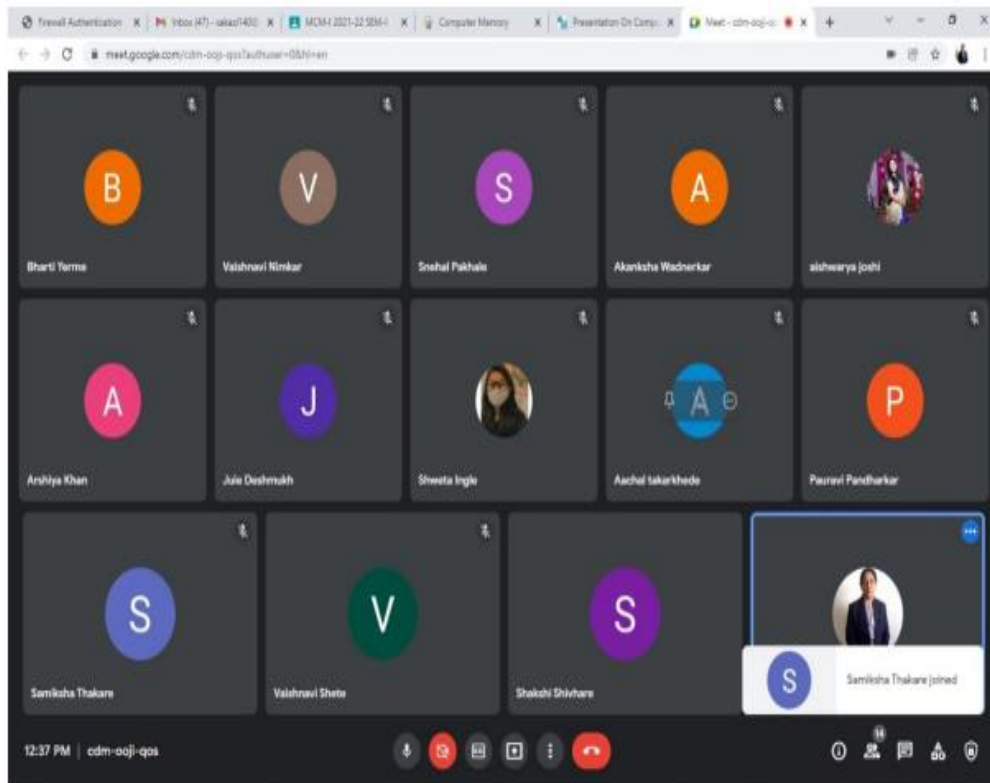 Firewall Authentication
Inbox (47)
MCM-I 2021-22 SEM-I
Computer Memory
Presentation On Compu
Meet - cdm-ooji-q
meet.google.com/cdm-ooji-qos?authuser=0&hl=en
B
V
S
A
Bharti Yerme
Vaishnavi Nimkar
Snehal Pakhale
Akanksha Wadnerkar
aishwarya joshi
A
J
A
P
Arshiya Khan
Juie Deshmukh
Shweta Ingle
Aachal takarkhede
Pauravi Pandharkar
S
V
S
Samiksha Thakare
Vaishnavi Shete
Shakshi Shivhare
S
Samiksha Thakare joined
12:37 PM | cdm-ooji-qos
14